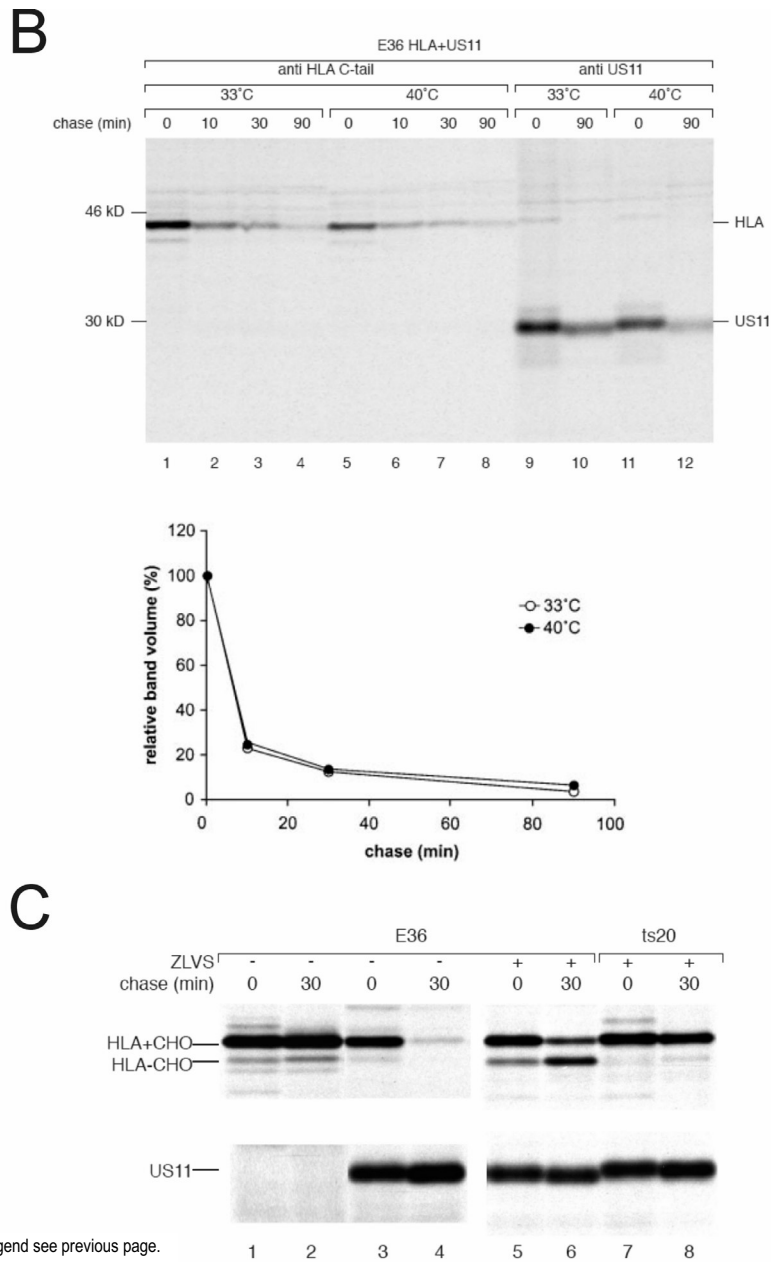 B
E36 HLA+US11
anti HLA C-tail anti US11
33˚C 40˚C 33˚C 40˚C
chase (min) 0 10 30 90 0 10 30 90 0 90 0 90
46 kD
HLA
30 kD US11
1 2 3 4 5 6 7 8 9 10 11 12
120
100
80
60
40
20
0
relative band volume (%)
33˚C
40˚C
0 20 40 60 80 100
chase (min)
C
E36 ts20
ZLVS - - - - + + + +
chase (min) 0 30 0 30 0 30 0 30
HLA+CHO
HLA-CHO
US11
gend see previous page.
1 2 3 4 5 6 7 8